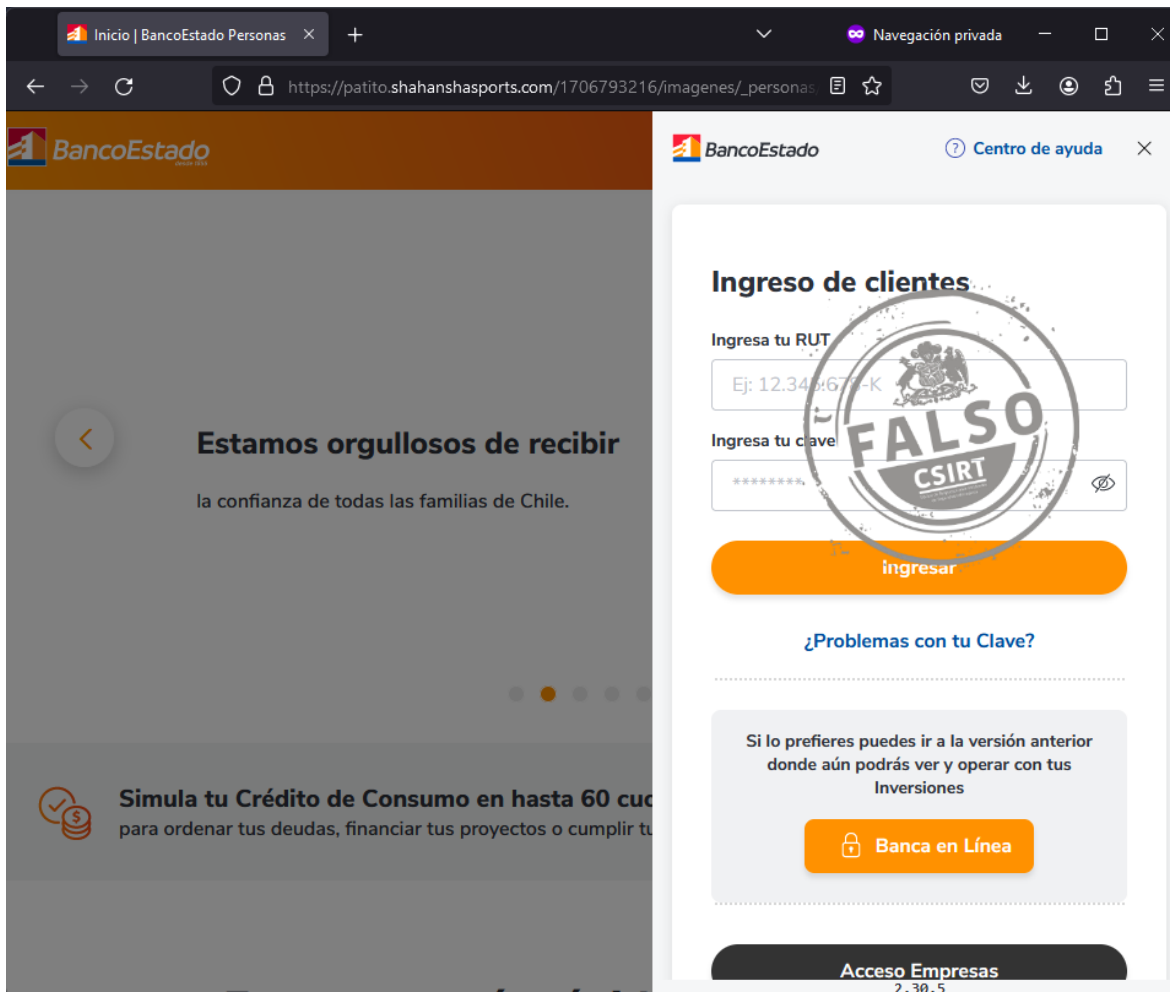 Inicio | BancoEstado Personas
Navegación privada
https://patito.shahanshasports.com/1706793216/imagenes/_personas/
BancoEstado
BancoEstado
Centro de ayuda
Ingreso de clientes
Ingresa tu RUT
Ej: 12.345.678-K
Ingresa tu clave
********
FALSO
CSIRT
Ingresar
¿Problemas con tu Clave?
Si lo prefieres puedes ir a la versión anterior
donde aún podrás ver y operar con tus
Inversiones
Banca en Línea
Acceso Empresas
2.30.5
Estamos orgullosos de recibir
la confianza de todas las familias de Chile.
Simula tu Crédito de Consumo en hasta 60 cuo
para ordenar tus deudas, financiar tus proyectos o cumplir tu